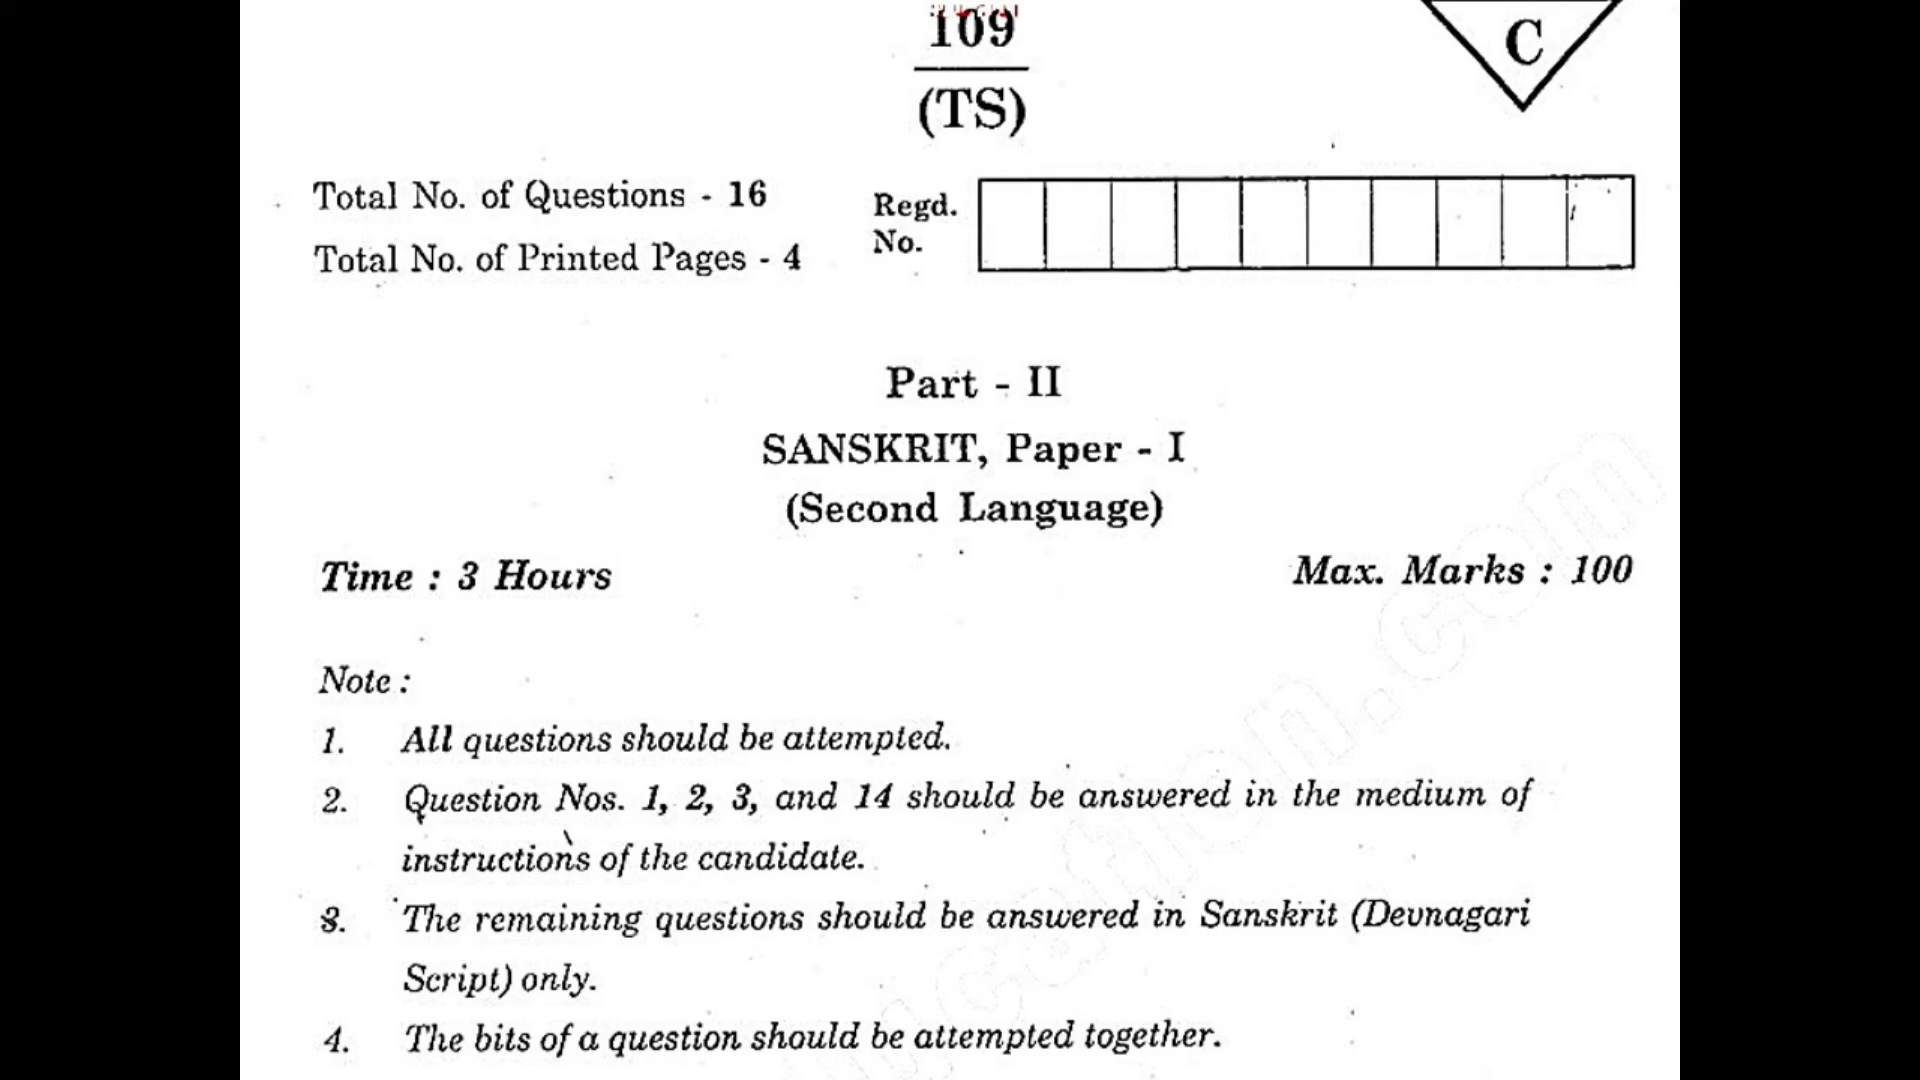 109
(TS)
C
Total No. of Questions - 16
Regd.
No.
Total No. of Printed Pages - 4
Part - II
SANSKRIT, Paper - I
(Second Language)
Time : 3 Hours
Max. Marks : 100
Note :
1. All questions should be attempted.
2. Question Nos. 1, 2, 3, and 14 should be answered in the medium of
instructions of the candidate.
3. The remaining questions should be answered in Sanskrit (Devnagari
Script) only.
4. The bits of a question should be attempted together.